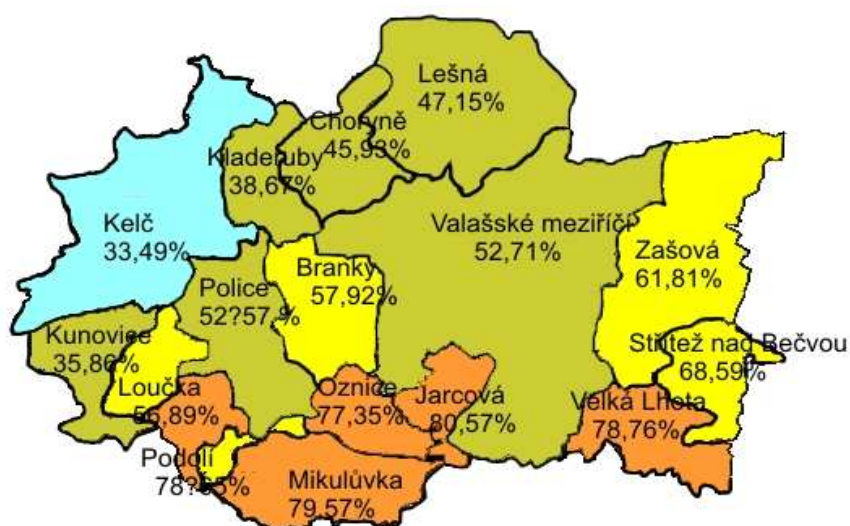 Lešná
47,15%
Choryně
45,93%
Kladeruby
38,67%
Kelč
33,49%
Valašské meziříčí
52,71%
Zašová
61,81%
Branky
57,92%
Police
52?57,%
Kunovice
35,86%
Střítež nad Bečvou
68,59%
Loučka
56,89%
Oznice
77,35%
Jarcová
80,57%
Velká Lhota
78,76%
Podolí
Mikulůvka
79,57%